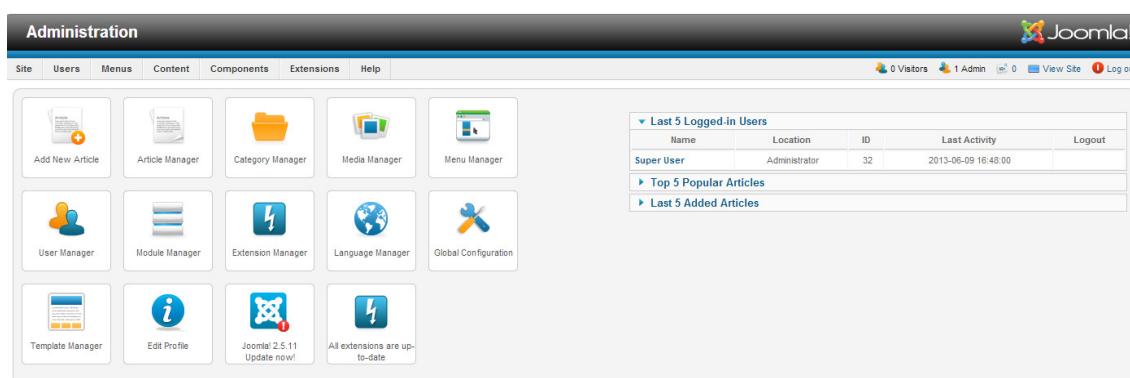 Administration
Joomla!
Site Users Menus Content Components Extensions Help
0 Visitors 1 Admin 0 View Site Log o
Add New Article
Article Manager
Category Manager
Media Manager
Menu Manager
Last 5 Logged-in Users
Name Location ID Last Activity Logout
Super User Administrator 32 2013-06-09 16:48:00
Top 5 Popular Articles
Last 5 Added Articles
User Manager
Module Manager
Extension Manager
Language Manager
Global Configuration
Template Manager
Edit Profile
Joomla! 2.5.11
Update now!
All extensions are up-
to-date